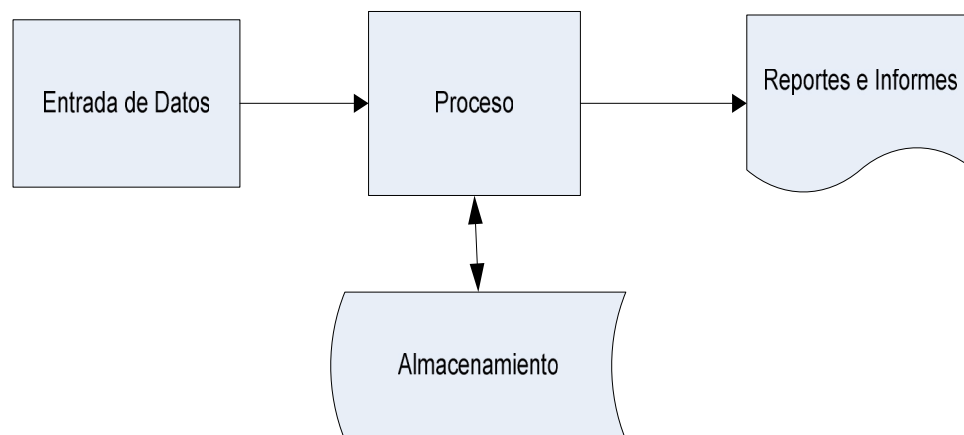 Entrada de Datos
Proceso
Reportes e Informes
Almacenamiento